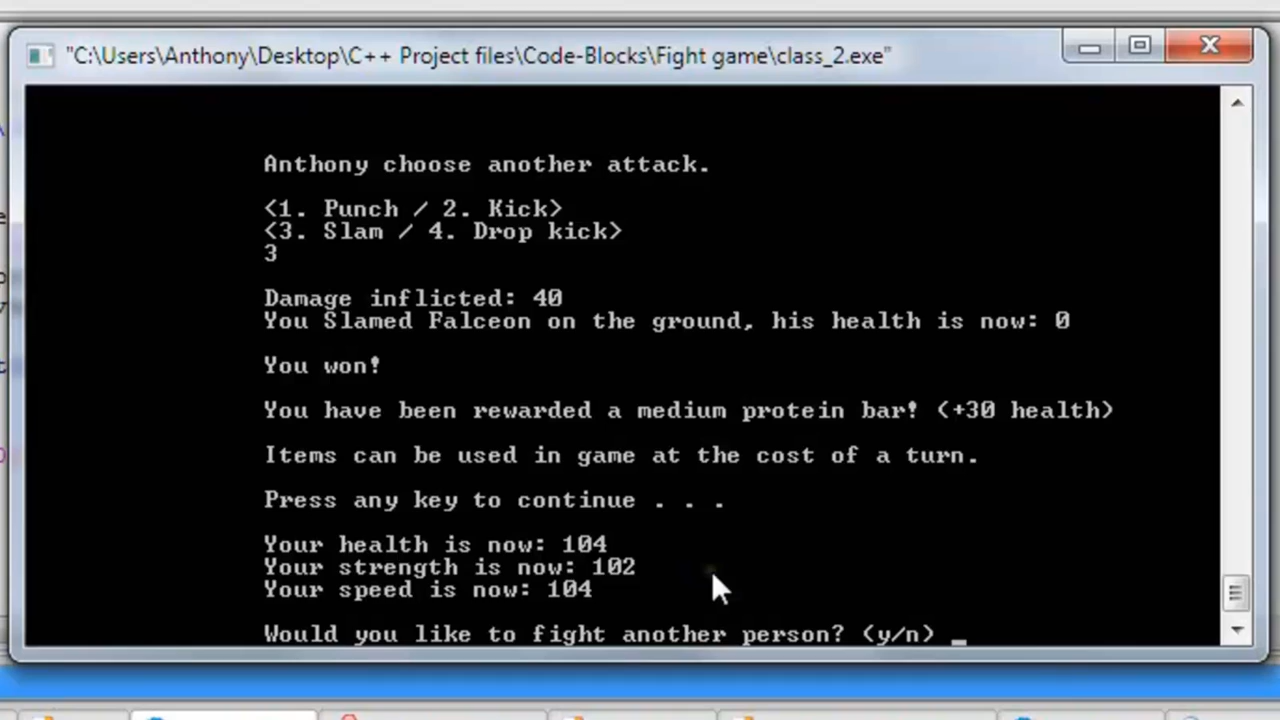 "C:\Users\Anthony\Desktop\C++ Project files\Code-Blocks\Fight game\class_2.exe"
Anthony choose another attack.
<1. Punch / 2. Kick>
<3. Slam / 4. Drop kick>
3
Damage inflicted: 40
You Slamed Falceon on the ground, his health is now: 0
You won!
You have been rewarded a medium protein bar! (+30 health)
Items can be used in game at the cost of a turn.
Press any key to continue . . .
Your health is now: 104
Your strength is now: 102
Your speed is now: 104
Would you like to fight another person? (y/n) _